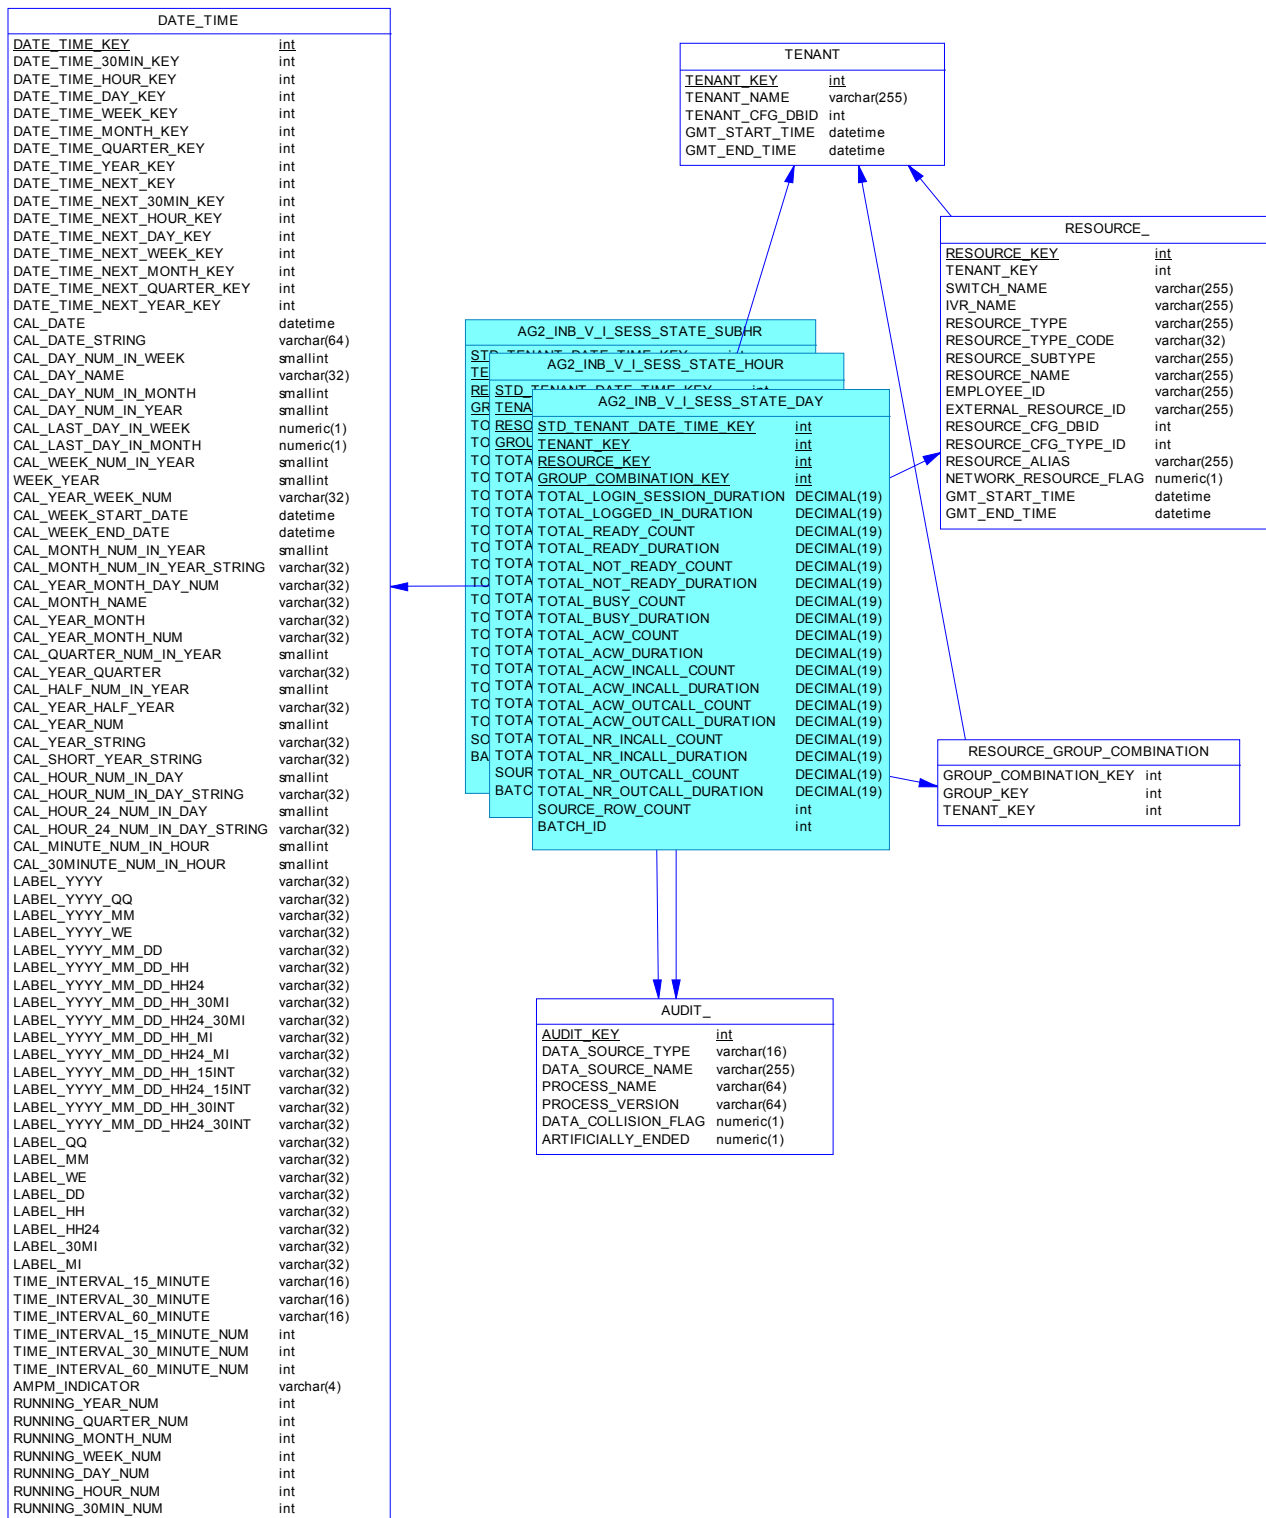 DATE_TIME
DATE_TIME_KEY int
DATE_TIME_30MIN_KEY int
DATE_TIME_HOUR_KEY int
DATE_TIME_DAY_KEY int
DATE_TIME_WEEK_KEY int
DATE_TIME_MONTH_KEY int
DATE_TIME_QUARTER_KEY int
DATE_TIME_YEAR_KEY int
DATE_TIME_NEXT_KEY int
DATE_TIME_NEXT_30MIN_KEY int
DATE_TIME_NEXT_HOUR_KEY int
DATE_TIME_NEXT_DAY_KEY int
DATE_TIME_NEXT_WEEK_KEY int
DATE_TIME_NEXT_MONTH_KEY int
DATE_TIME_NEXT_QUARTER_KEY int
DATE_TIME_NEXT_YEAR_KEY int
CAL_DATE datetime
CAL_DATE_STRING varchar(64)
CAL_DAY_NUM_IN_WEEK smallint
CAL_DAY_NAME varchar(32)
CAL_DAY_NUM_IN_MONTH smallint
CAL_DAY_NUM_IN_YEAR smallint
CAL_LAST_DAY_IN_WEEK numeric(1)
CAL_LAST_DAY_IN_MONTH numeric(1)
CAL_WEEK_NUM_IN_YEAR smallint
WEEK_YEAR smallint
CAL_YEAR_WEEK_NUM varchar(32)
CAL_WEEK_START_DATE datetime
CAL_WEEK_END_DATE datetime
CAL_MONTH_NUM_IN_YEAR smallint
CAL_MONTH_NUM_IN_YEAR_STRING varchar(32)
CAL_YEAR_MONTH_DAY_NUM varchar(32)
CAL_MONTH_NAME varchar(32)
CAL_YEAR_MONTH varchar(32)
CAL_YEAR_MONTH_NUM varchar(32)
CAL_QUARTER_NUM_IN_YEAR smallint
CAL_YEAR_QUARTER varchar(32)
CAL_HALF_NUM_IN_YEAR smallint
CAL_YEAR_HALF_YEAR varchar(32)
CAL_YEAR_NUM smallint
CAL_YEAR_STRING varchar(32)
CAL_SHORT_YEAR_STRING varchar(32)
CAL_HOUR_NUM_IN_DAY smallint
CAL_HOUR_NUM_IN_DAY_STRING varchar(32)
CAL_HOUR_24_NUM_IN_DAY smallint
CAL_HOUR_24_NUM_IN_DAY_STRING varchar(32)
CAL_MINUTE_NUM_IN_HOUR smallint
CAL_30MINUTE_NUM_IN_HOUR smallint
LABEL_YYYY varchar(32)
LABEL_YYYY_QQ varchar(32)
LABEL_YYYY_MM varchar(32)
LABEL_YYYY_WE varchar(32)
LABEL_YYYY_MM_DD varchar(32)
LABEL_YYYY_MM_DD_HH varchar(32)
LABEL_YYYY_MM_DD_HH24 varchar(32)
LABEL_YYYY_MM_DD_HH_30MI varchar(32)
LABEL_YYYY_MM_DD_HH24_30MI varchar(32)
LABEL_YYYY_MM_DD_HH_MI varchar(32)
LABEL_YYYY_MM_DD_HH24_MI varchar(32)
LABEL_YYYY_MM_DD_HH_15INT varchar(32)
LABEL_YYYY_MM_DD_HH24_15INT varchar(32)
LABEL_YYYY_MM_DD_HH_30INT varchar(32)
LABEL_YYYY_MM_DD_HH24_30INT varchar(32)
LABEL_QQ varchar(32)
LABEL_MM varchar(32)
LABEL_WE varchar(32)
LABEL_DD varchar(32)
LABEL_HH varchar(32)
LABEL_HH24 varchar(32)
LABEL_30MI varchar(32)
LABEL_MI varchar(32)
TIME_INTERVAL_15_MINUTE varchar(16)
TIME_INTERVAL_30_MINUTE varchar(16)
TIME_INTERVAL_60_MINUTE varchar(16)
TIME_INTERVAL_15_MINUTE_NUM int
TIME_INTERVAL_30_MINUTE_NUM int
TIME_INTERVAL_60_MINUTE_NUM int
AMPM_INDICATOR varchar(4)
RUNNING_YEAR_NUM int
RUNNING_QUARTER_NUM int
RUNNING_MONTH_NUM int
RUNNING_WEEK_NUM int
RUNNING_DAY_NUM int
RUNNING_HOUR_NUM int
RUNNING_30MIN_NUM int
TENANT
TENANT_KEY int
TENANT_NAME varchar(255)
TENANT_CFG_DBID int
GMT_START_TIME datetime
GMT_END_TIME datetime
RESOURCE_
RESOURCE_KEY int
TENANT_KEY int
SWITCH_NAME varchar(255)
IVR_NAME varchar(255)
RESOURCE_TYPE varchar(255)
RESOURCE_TYPE_CODE varchar(32)
RESOURCE_SUBTYPE varchar(255)
RESOURCE_NAME varchar(255)
EMPLOYEE_ID varchar(255)
EXTERNAL_RESOURCE_ID varchar(255)
RESOURCE_CFG_DBID int
RESOURCE_CFG_TYPE_ID int
RESOURCE_ALIAS varchar(255)
NETWORK_RESOURCE_FLAG numeric(1)
GMT_START_TIME datetime
GMT_END_TIME datetime
AG2_INB_V_I_SESS_STATE_SUBHR
AG2_INB_V_I_SESS_STATE_HOUR
AG2_INB_V_I_SESS_STATE_DAY
STD_TENANT_DATE_TIME_KEY int
TENANT_KEY int
RESOURCE_KEY int
GROUP_COMBINATION_KEY int
TOTAL_LOGIN_SESSION_DURATION DECIMAL(19)
TOTAL_LOGGED_IN_DURATION DECIMAL(19)
TOTAL_READY_COUNT DECIMAL(19)
TOTAL_READY_DURATION DECIMAL(19)
TOTAL_NOT_READY_COUNT DECIMAL(19)
TOTAL_NOT_READY_DURATION DECIMAL(19)
TOTAL_BUSY_COUNT DECIMAL(19)
TOTAL_BUSY_DURATION DECIMAL(19)
TOTAL_ACW_COUNT DECIMAL(19)
TOTAL_ACW_DURATION DECIMAL(19)
TOTAL_ACW_INCALL_COUNT DECIMAL(19)
TOTAL_ACW_INCALL_DURATION DECIMAL(19)
TOTAL_ACW_OUTCALL_COUNT DECIMAL(19)
TOTAL_ACW_OUTCALL_DURATION DECIMAL(19)
TOTAL_NR_INCALL_COUNT DECIMAL(19)
TOTAL_NR_INCALL_DURATION DECIMAL(19)
TOTAL_NR_OUTCALL_COUNT DECIMAL(19)
TOTAL_NR_OUTCALL_DURATION DECIMAL(19)
SOURCE_ROW_COUNT int
BATCH_ID int
RESOURCE_GROUP_COMBINATION
GROUP_COMBINATION_KEY int
GROUP_KEY int
TENANT_KEY int
AUDIT_
AUDIT_KEY int
DATA_SOURCE_TYPE varchar(16)
DATA_SOURCE_NAME varchar(255)
PROCESS_NAME varchar(64)
PROCESS_VERSION varchar(64)
DATA_COLLISION_FLAG numeric(1)
ARTIFICIALLY_ENDED numeric(1)